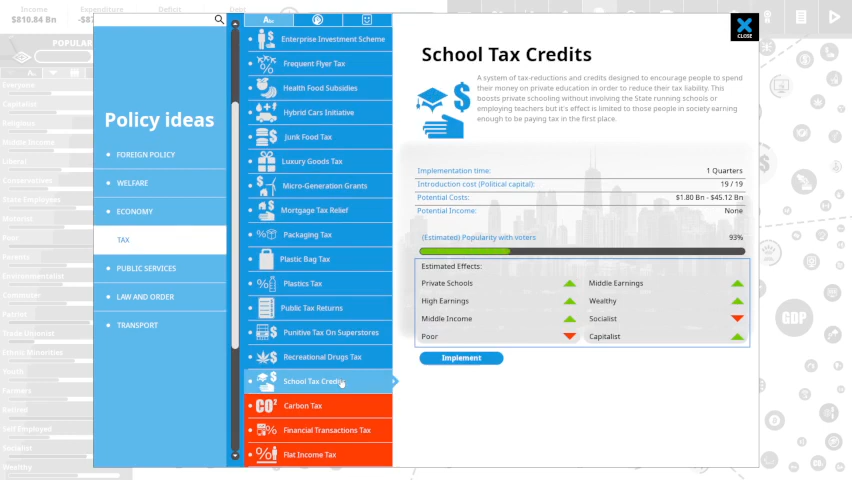 Income
Expenditure
Deficit
Debt
$810.84 Bn
POPULAR
Everyone
Capitalist
Religious
Middle Income
Liberal
Conservatives
State Employees
Motorist
Poor
Parents
Environmentalist
Commuter
Patriot
Trade Unionist
Ethnic Minorities
Youth
Farmers
Retired
Self Employed
Socialist
Wealthy
Policy ideas
FOREIGN POLICY
WELFARE
ECONOMY
TAX
PUBLIC SERVICES
LAW AND ORDER
TRANSPORT
Enterprise Investment Scheme
Frequent Flyer Tax
Health Food Subsidies
Hybrid Cars Initiative
Junk Food Tax
Luxury Goods Tax
Micro-Generation Grants
Mortgage Tax Relief
Packaging Tax
Plastic Bag Tax
Plastics Tax
Public Tax Returns
Punitive Tax On Superstores
Recreational Drugs Tax
School Tax Credits
CO² Carbon Tax
Financial Transactions Tax
Flat Income Tax
CLOSE
School Tax Credits
A system of tax-reductions and credits designed to encourage people to spend
their money on private education in order to reduce their tax liability. This
boosts private schooling without involving the State running schools or
employing teachers but it's effect is limited to those people in society earning
enough to be paying tax in the first place.
Implementation time: 1 Quarters
Introduction cost (Political capital): 19 / 19
Potential Costs: $1.80 Bn - $45.12 Bn
Potential Income: None
(Estimated) Popularity with voters 93%
Estimated Effects:
Private Schools Middle Earnings
High Earnings Wealthy
Middle Income Socialist
Poor Capitalist
Implement
GDP